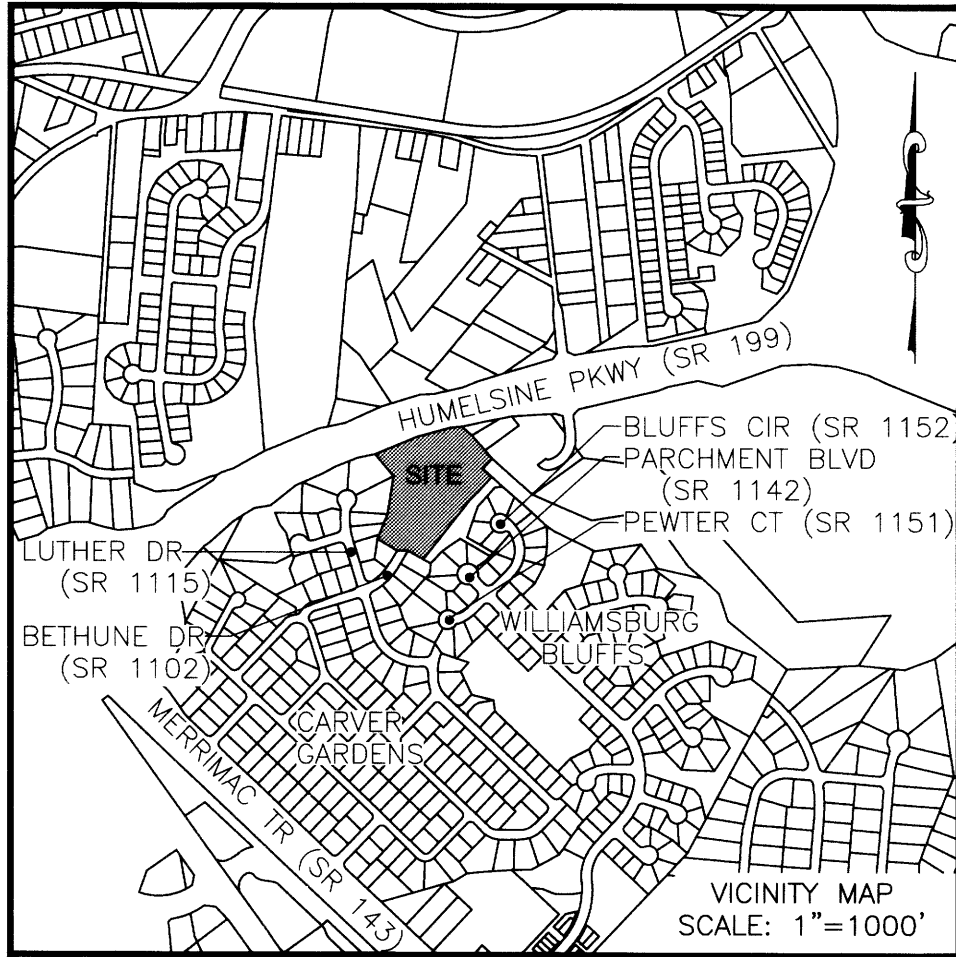 HUMELSINE PKWY (SR 199)
SITE
BLUFFS CIR (SR 1152)
PARCHMENT BLVD
(SR 1142)
PEWTER CT (SR 1151)
LUTHER DR
(SR 1115)
BETHUNE DR
(SR 1102)
WILLIAMSBURG
BLUFFS
CARVER
GARDENS
MERRIMAC TR (SR 143)
VICINITY MAP
SCALE: 1"=1000'